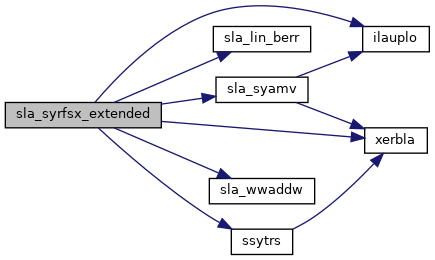 sla_syrfsx_extended
sla_lin_berr
ilauplo
sla_syamv
xerbla
sla_wwaddw
ssytrs